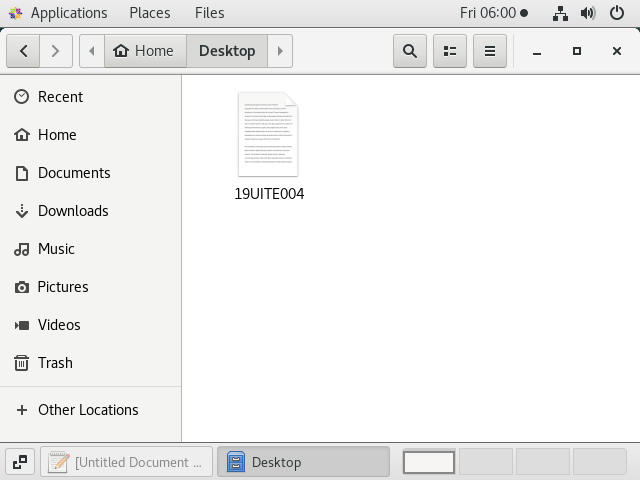 Applications Places Files Fri 06:00
Home Desktop
Recent
Home
Documents
Downloads
Music
Pictures
Videos
Trash
Other Locations
19UITE004
[Untitled Document ... Desktop